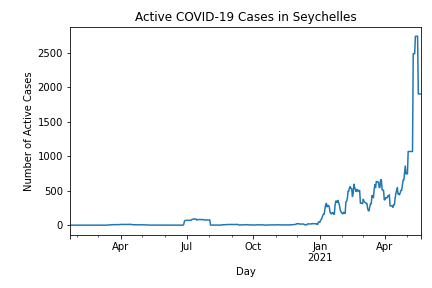 Active COVID-19 Cases in Seychelles
Number of Active Cases
2500
2000
1500
1000
500
0
Apr
Jul
Oct
Jan
2021
Apr
Day